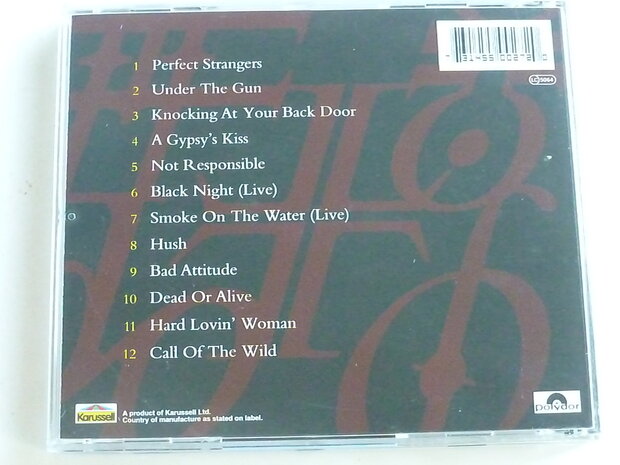 1 Perfect Strangers
2 Under The Gun
3 Knocking At Your Back Door
4 A Gypsy's Kiss
5 Not Responsible
6 Black Night (Live)
7 Smoke On The Water (Live)
8 Hush
9 Bad Attitude
10 Dead Or Alive
11 Hard Lovin' Woman
12 Call Of The Wild
LC 5064
Karussell
A product of Karussell Ltd.
Country of manufacture as stated on label.
polydor